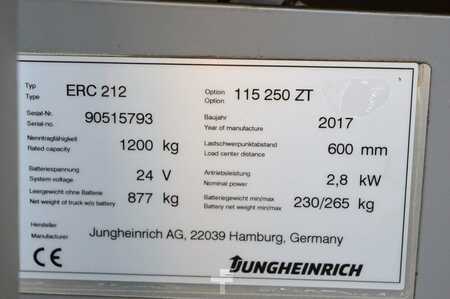 Typ ERC 212 Option 115 250 ZT
Type Option
Serial-Nr. 90515793 Baujahr 2017
Serial-no. Year of manufacture
Nenntragfähigkeit 1200 kg Lastschwerpunktabstand 600 mm
Rated capacity Load center distance
Batteriespannung 24 V Antriebsleistung 2,8 kW
System voltage Nominal power
Leergewicht ohne Batterie 877 kg Batteriegewicht min/max 230/265 kg
Net weight of truck w/o battery Battery net weight min/max
Hersteller Jungheinrich AG, 22039 Hamburg, Germany
Manufacturer
CE JUNGHEINRICH